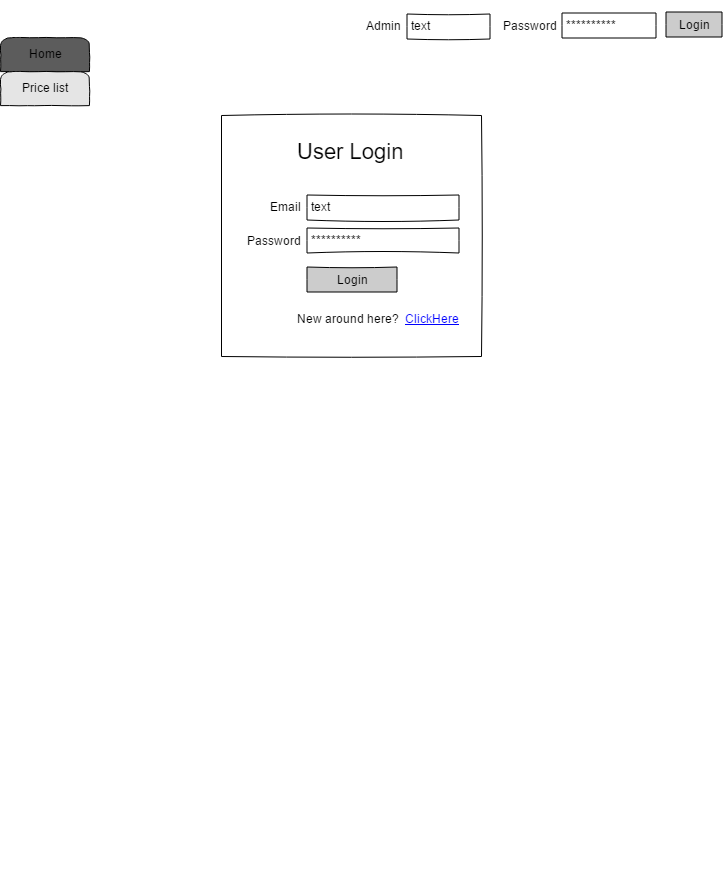 Admin text Password ********** Login
Home
Price list
User Login
Email text
Password **********
Login
New around here? ClickHere